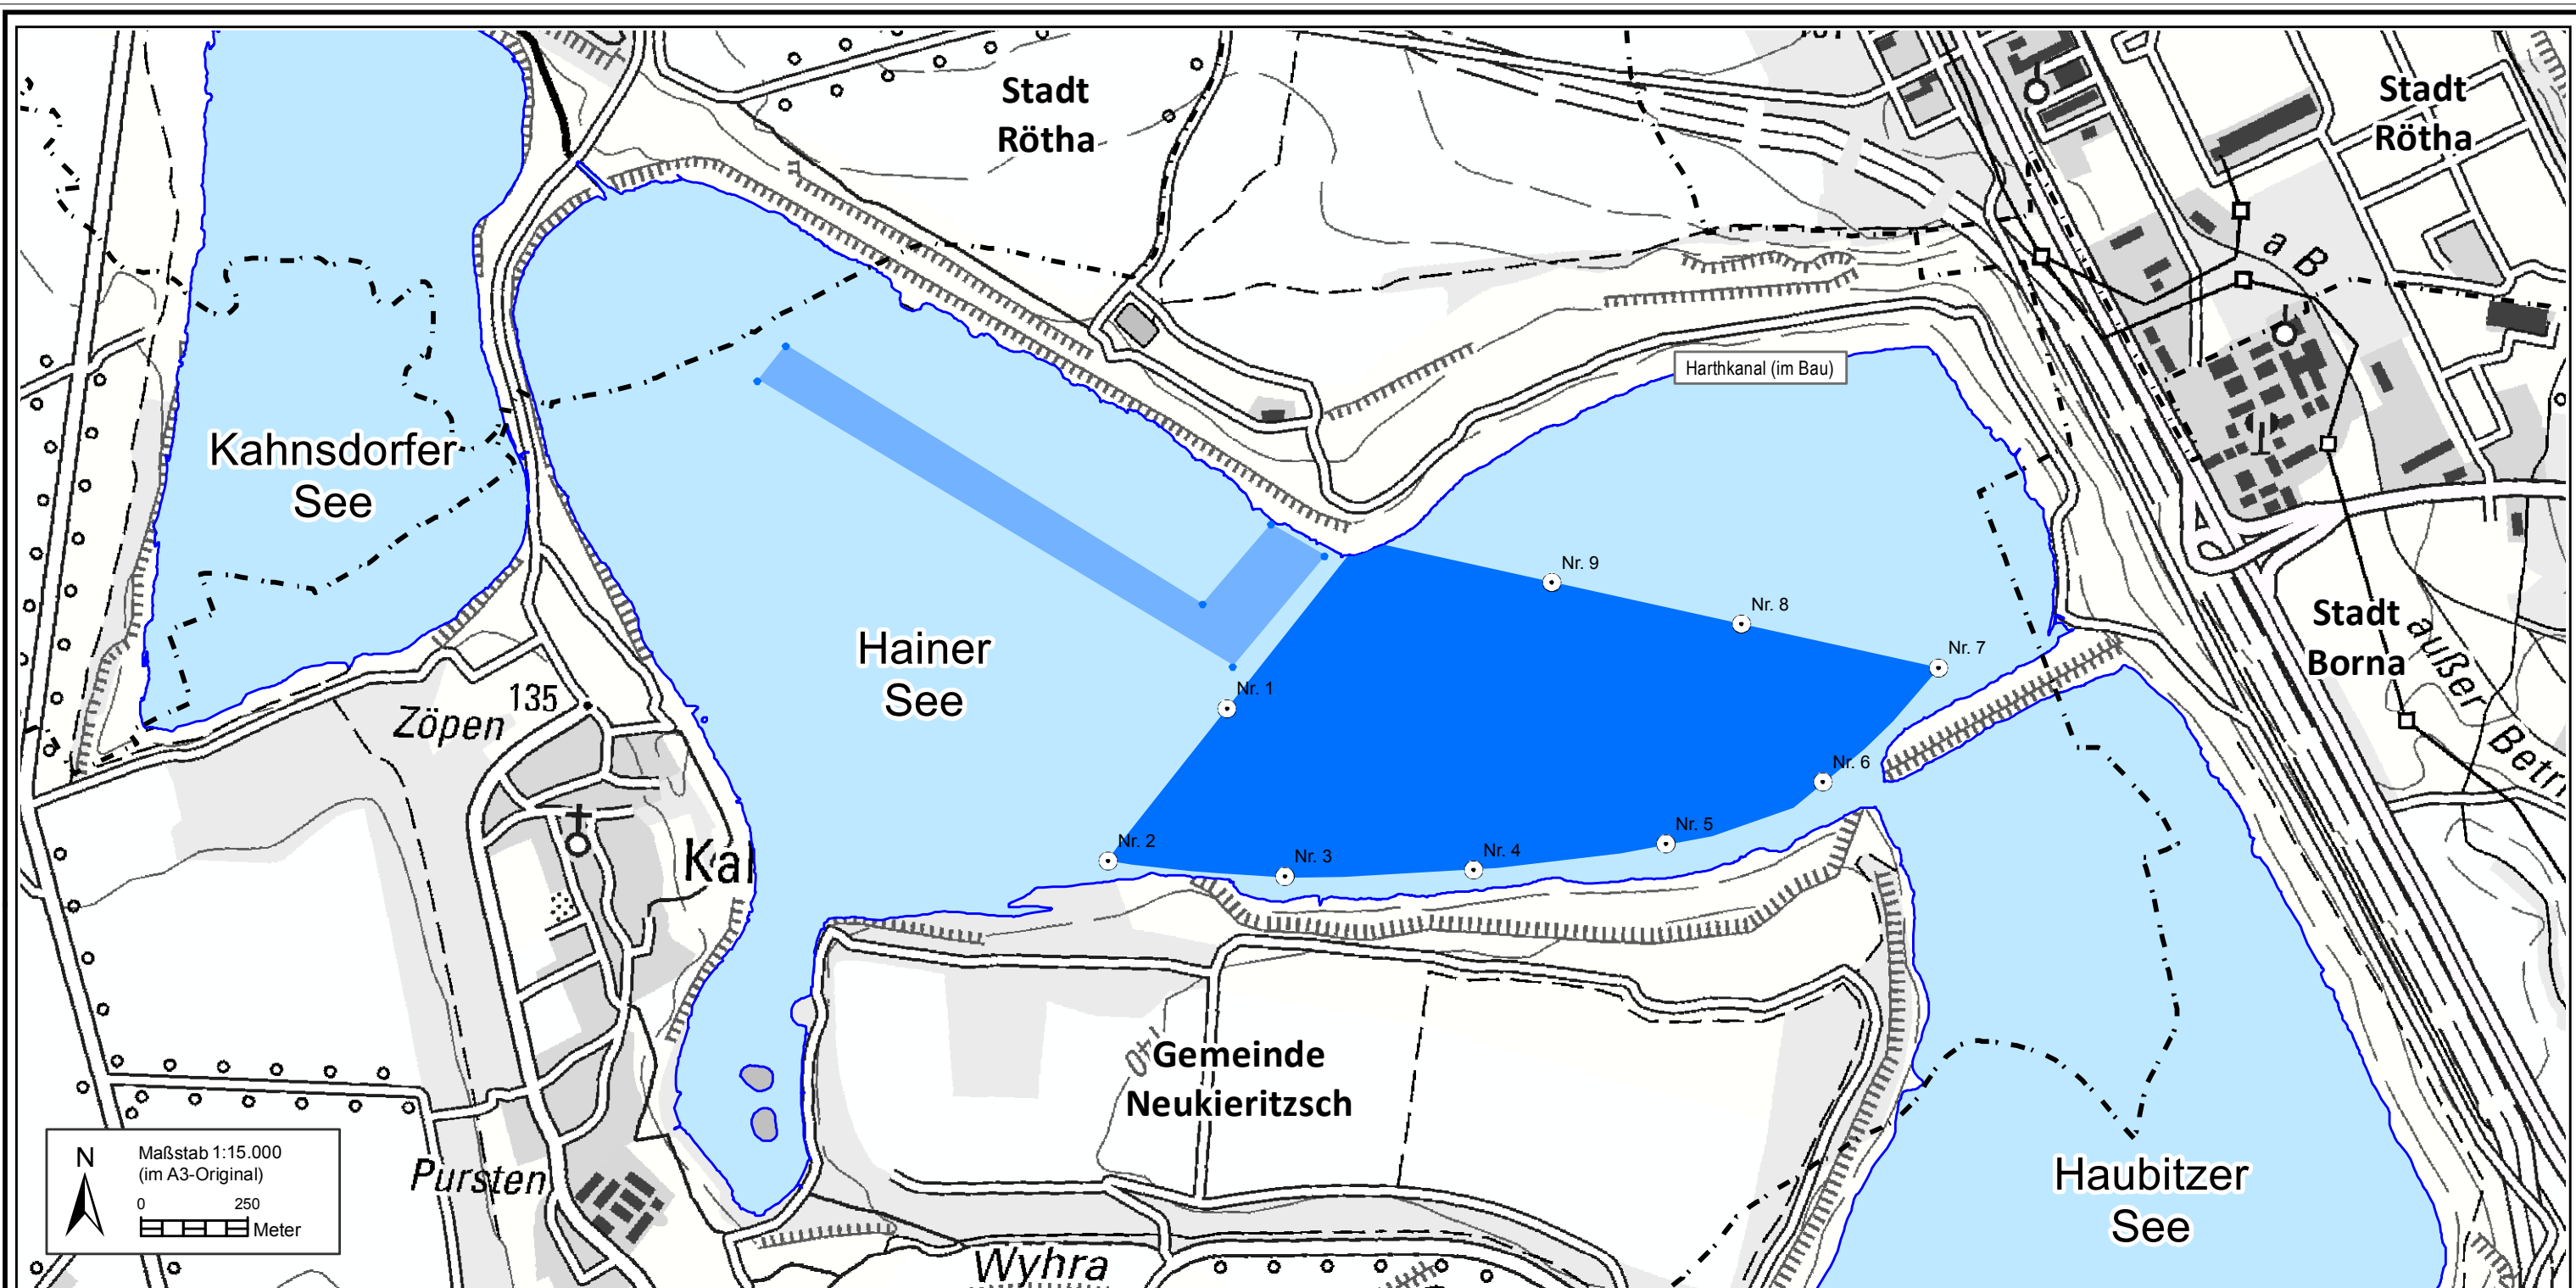 Stadt
Rötha
Stadt
Rötha
a B
Harthkanal (im Bau)
Kahnsdorfer
See
Nr. 9
Nr. 8
Nr. 7
Stadt
Borna
außer
Betr
Hainer
See
Nr. 1
135
Zöpen
Nr. 6
Nr. 5
Nr. 2
Nr. 3
Nr. 4
Kal
140
Gemeinde
Neukieritzsch
N
Maßstab 1:15.000
(im A3-Original)
0 250
Meter
Pursten
Haubitzer
See
Wyhra